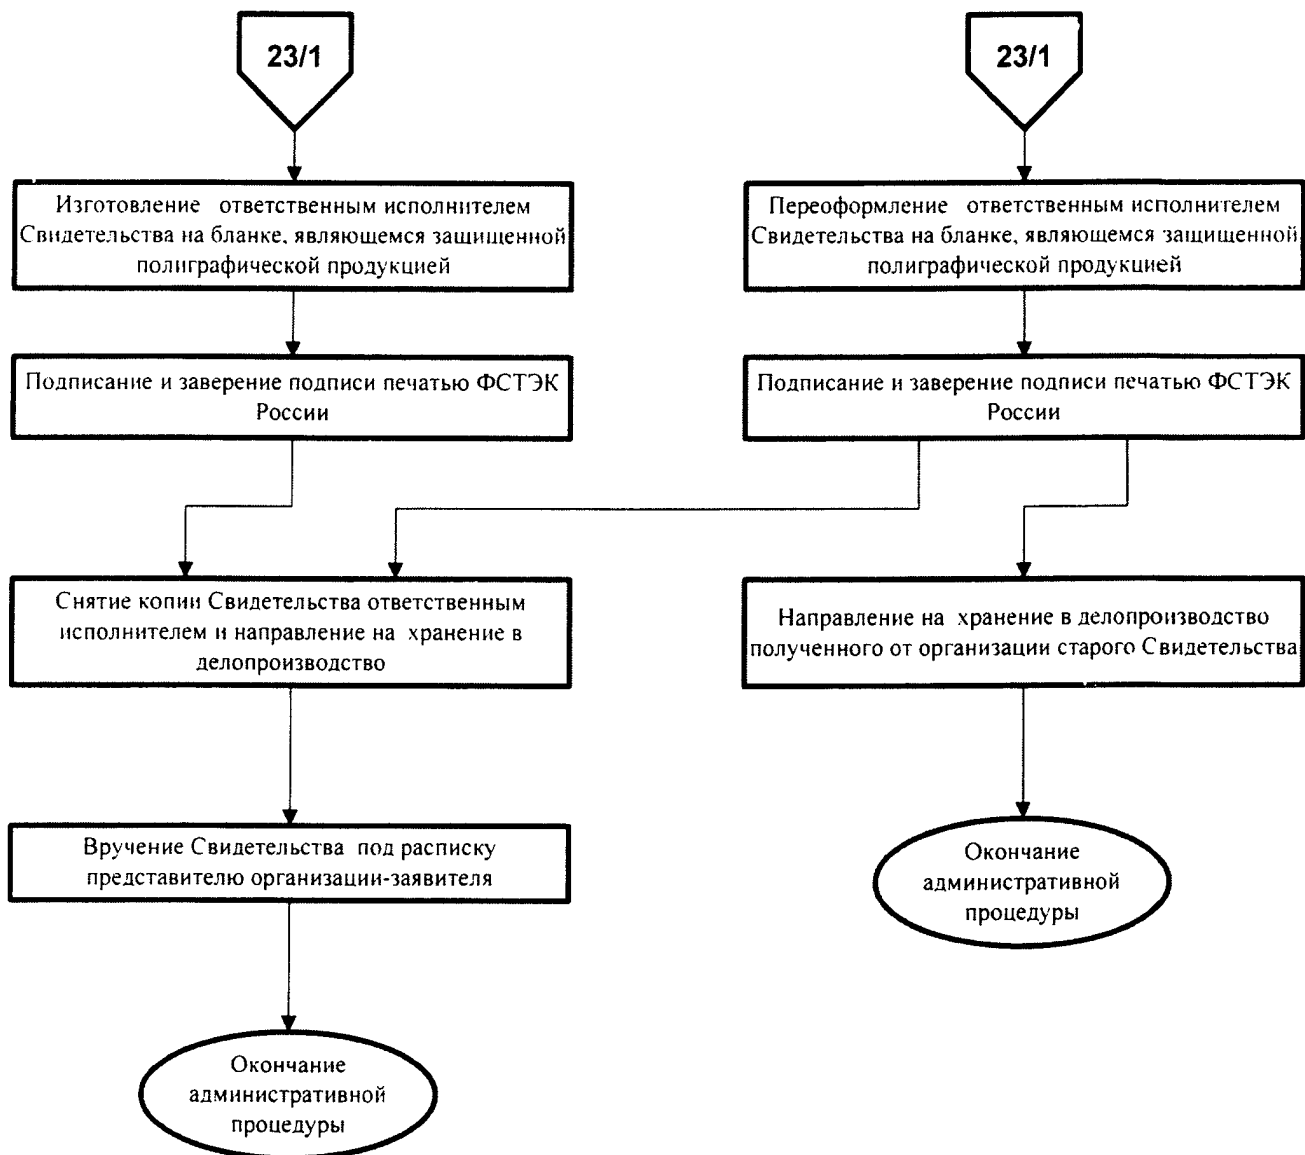 23/1
23/1
Изготовление ответственным исполнителем
Свидетельства на бланке, являющемся защищенной
полиграфической продукцией
Переоформление ответственным исполнителем
Свидетельства на бланке, являющемся защищенной
полиграфической продукцией
Подписание и заверение подписи печатью ФСТЭК
России
Подписание и заверение подписи печатью ФСТЭК
России
Снятие копии Свидетельства ответственным
исполнителем и направление на хранение в
делопроизводство
Направление на хранение в делопроизводство
полученного от организации старого Свидетельства
Вручение Свидетельства под расписку
представителю организации-заявителя
Окончание
административной
процедуры
Окончание
административной
процедуры